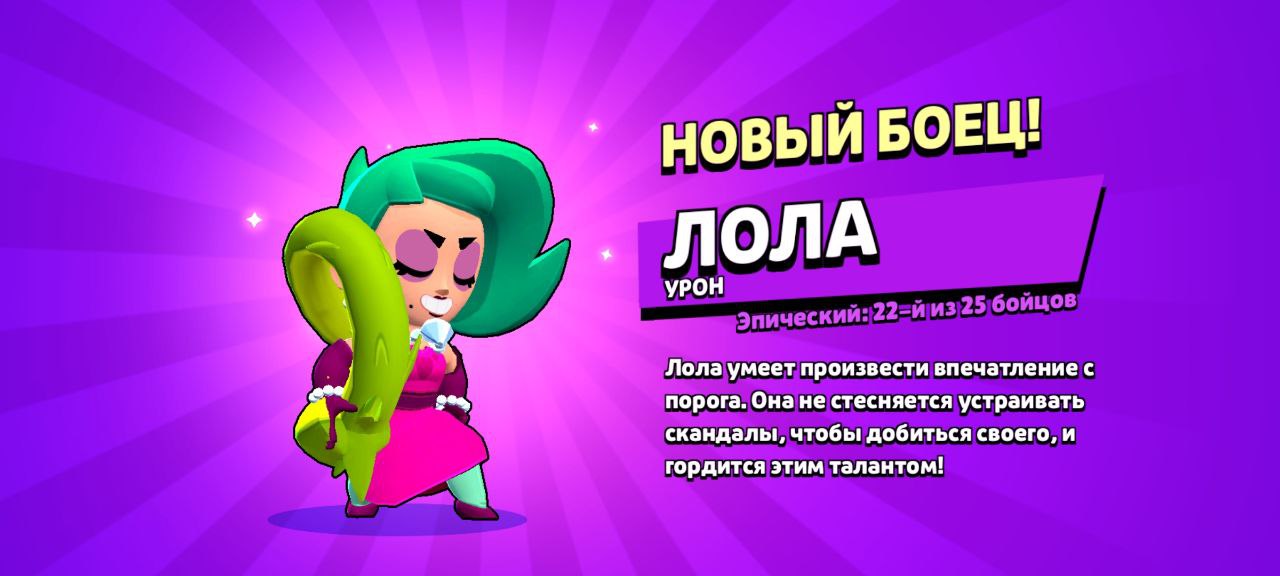 НОВЫЙ БОЕЦ!
ЛОЛА
УРОН
Эпический: 22-й из 25 бойцов
Лола умеет произвести впечатление с
порога. Она не стесняется устраивать
скандалы, чтобы добиться своего, и
гордится этим талантом!